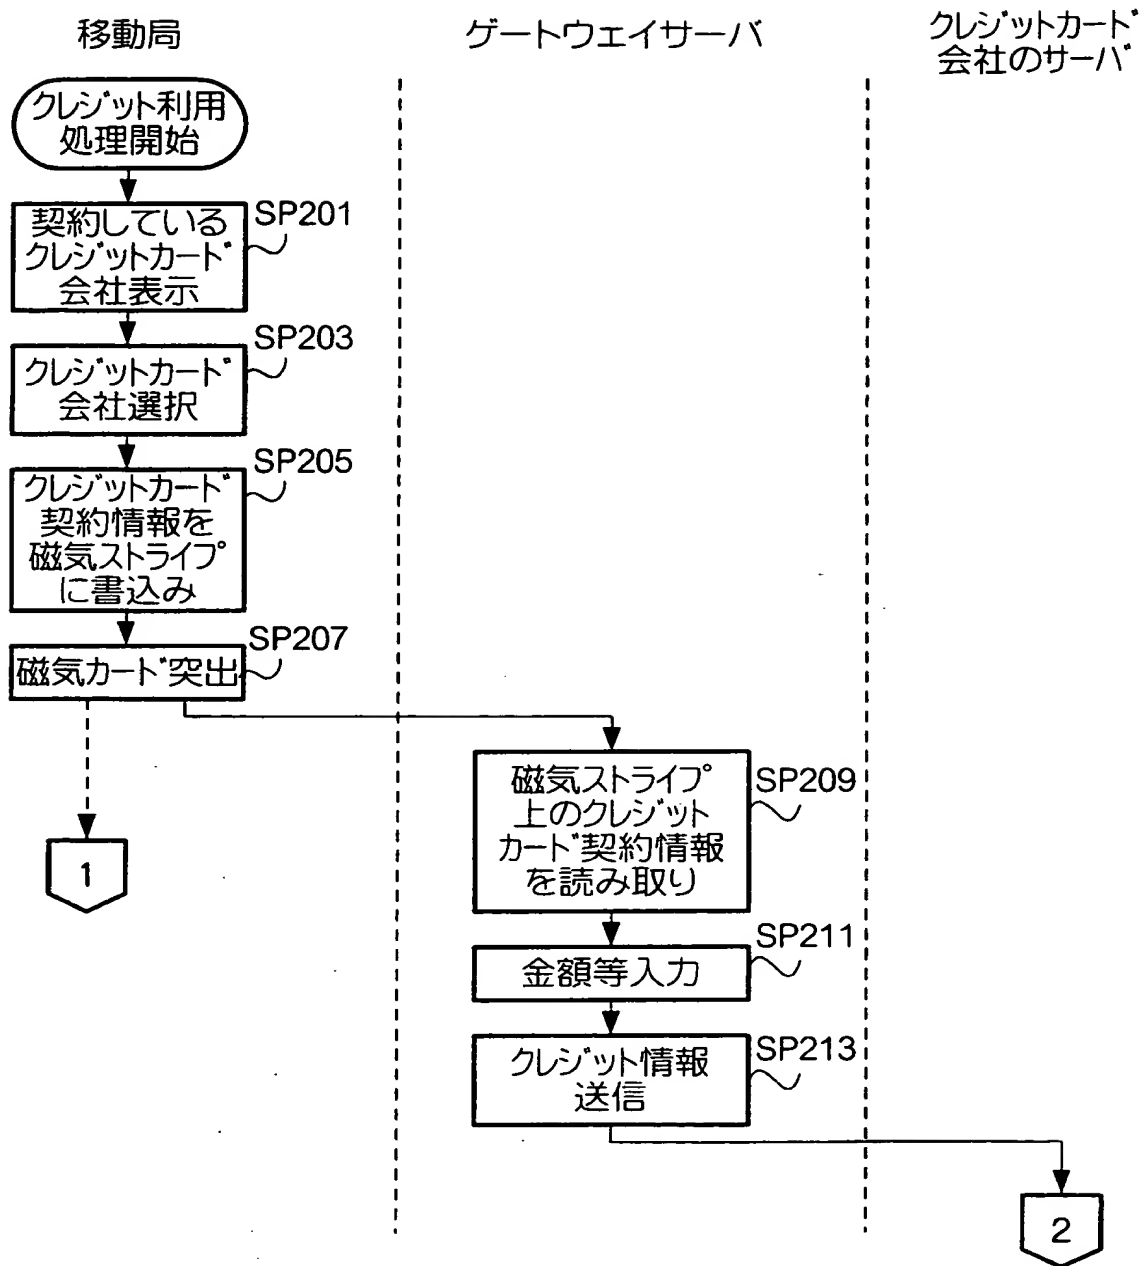 移動局
ゲートウェイサーバ
クレジットカード
会社のサーバ
クレジット利用
処理開始
契約している
クレジットカード
会社表示
SP201
クレジットカード
会社選択
SP203
クレジットカード
契約情報を
磁気ストライプ
に書込み
SP205
磁気カード突出
SP207
1
磁気ストライプ
上のクレジット
カード契約情報
を読み取り
SP209
金額等入力
SP211
クレジット情報
送信
SP213
2